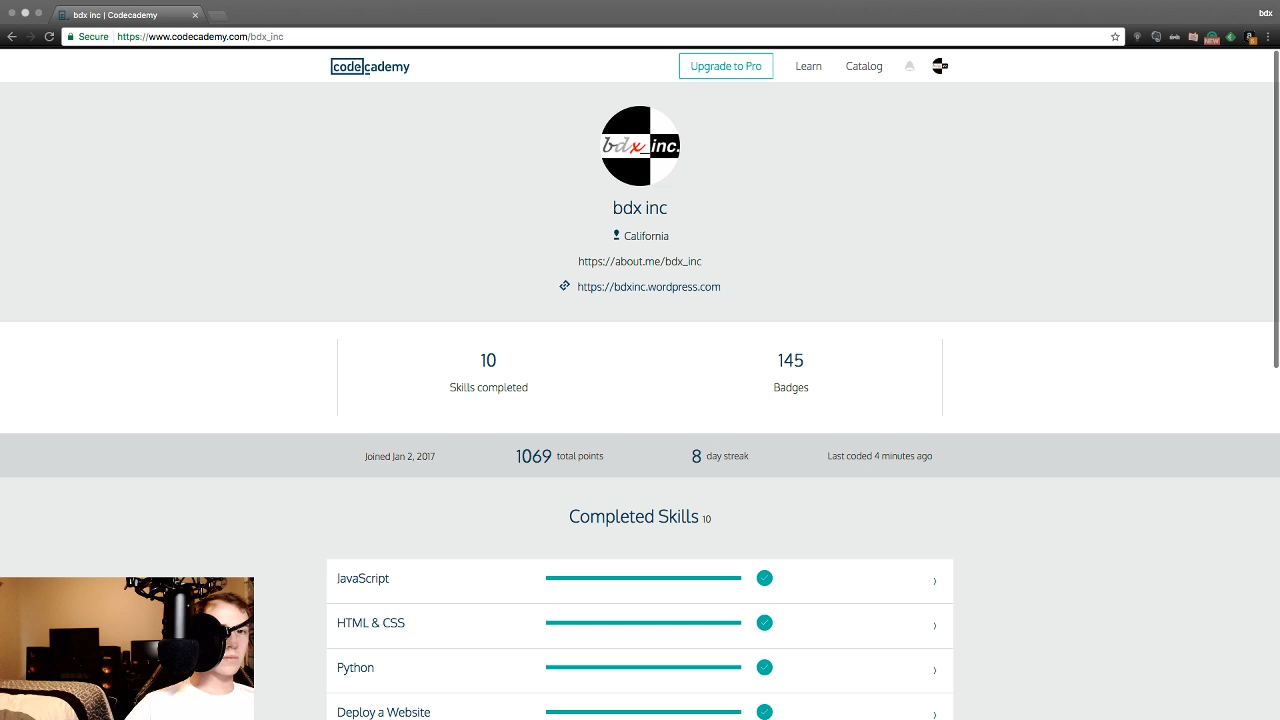 bdx inc | Codecademy
bdx
Secure https://www.codecademy.com/bdx_inc
NEW
codecademy
Upgrade to Pro
Learn
Catalog
bdx_inc.
bdx inc
California
https://about.me/bdx_inc
https://bdxinc.wordpress.com
10
145
Skills completed
Badges
Joined Jan 2, 2017
1069 total points
8 day streak
Last coded 4 minutes ago
Completed Skills 10
JavaScript
HTML & CSS
Python
Deploy a Website